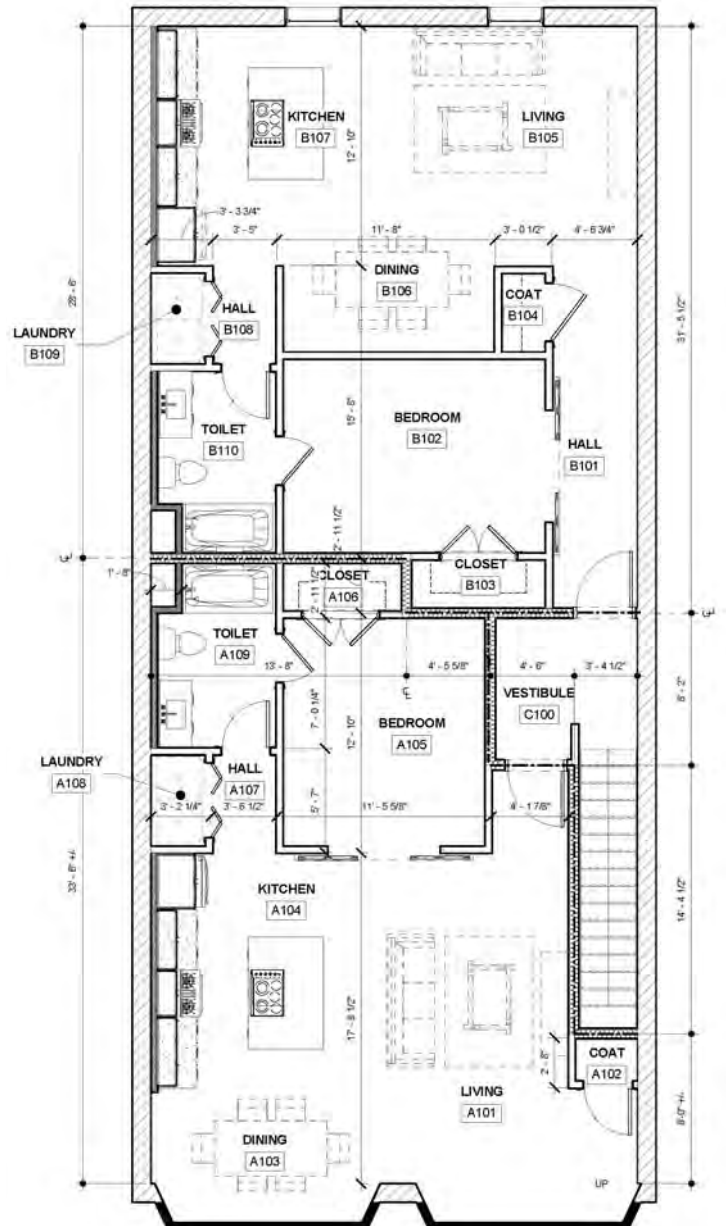 KITCHEN
B107
LIVING
B105
12' - 10"
3' - 3 3/4"
3' - 5"
11' - 8"
3' - 0 1/2"
4' - 6 3/4"
DINING
B106
COAT
B104
HALL
B108
28' - 6"
31' - 5 1/2"
LAUNDRY
B109
BEDROOM
B102
TOILET
B110
HALL
B101
2' - 11 1/2"
CLOSET
A106
CLOSET
B103
1' - 8"
2' - 11 1/2"
TOILET
A109
13' - 8"
4' - 5 5/8"
4' - 6"
3' - 4 1/2"
VESTIBULE
C100
8' - 2"
7' - 0 1/4"
12' - 10"
BEDROOM
A105
LAUNDRY
A108
HALL
A107
3' - 2 1/4"
3' - 6 1/2"
5' - 7"
11' - 5 5/8"
4' - 1 7/8"
33' - 6" +/-
KITCHEN
A104
14' - 4 1/2"
17' - 8 1/2"
COAT
A102
2' - 8"
LIVING
A101
8'-0" +/-
DINING
A103
UP